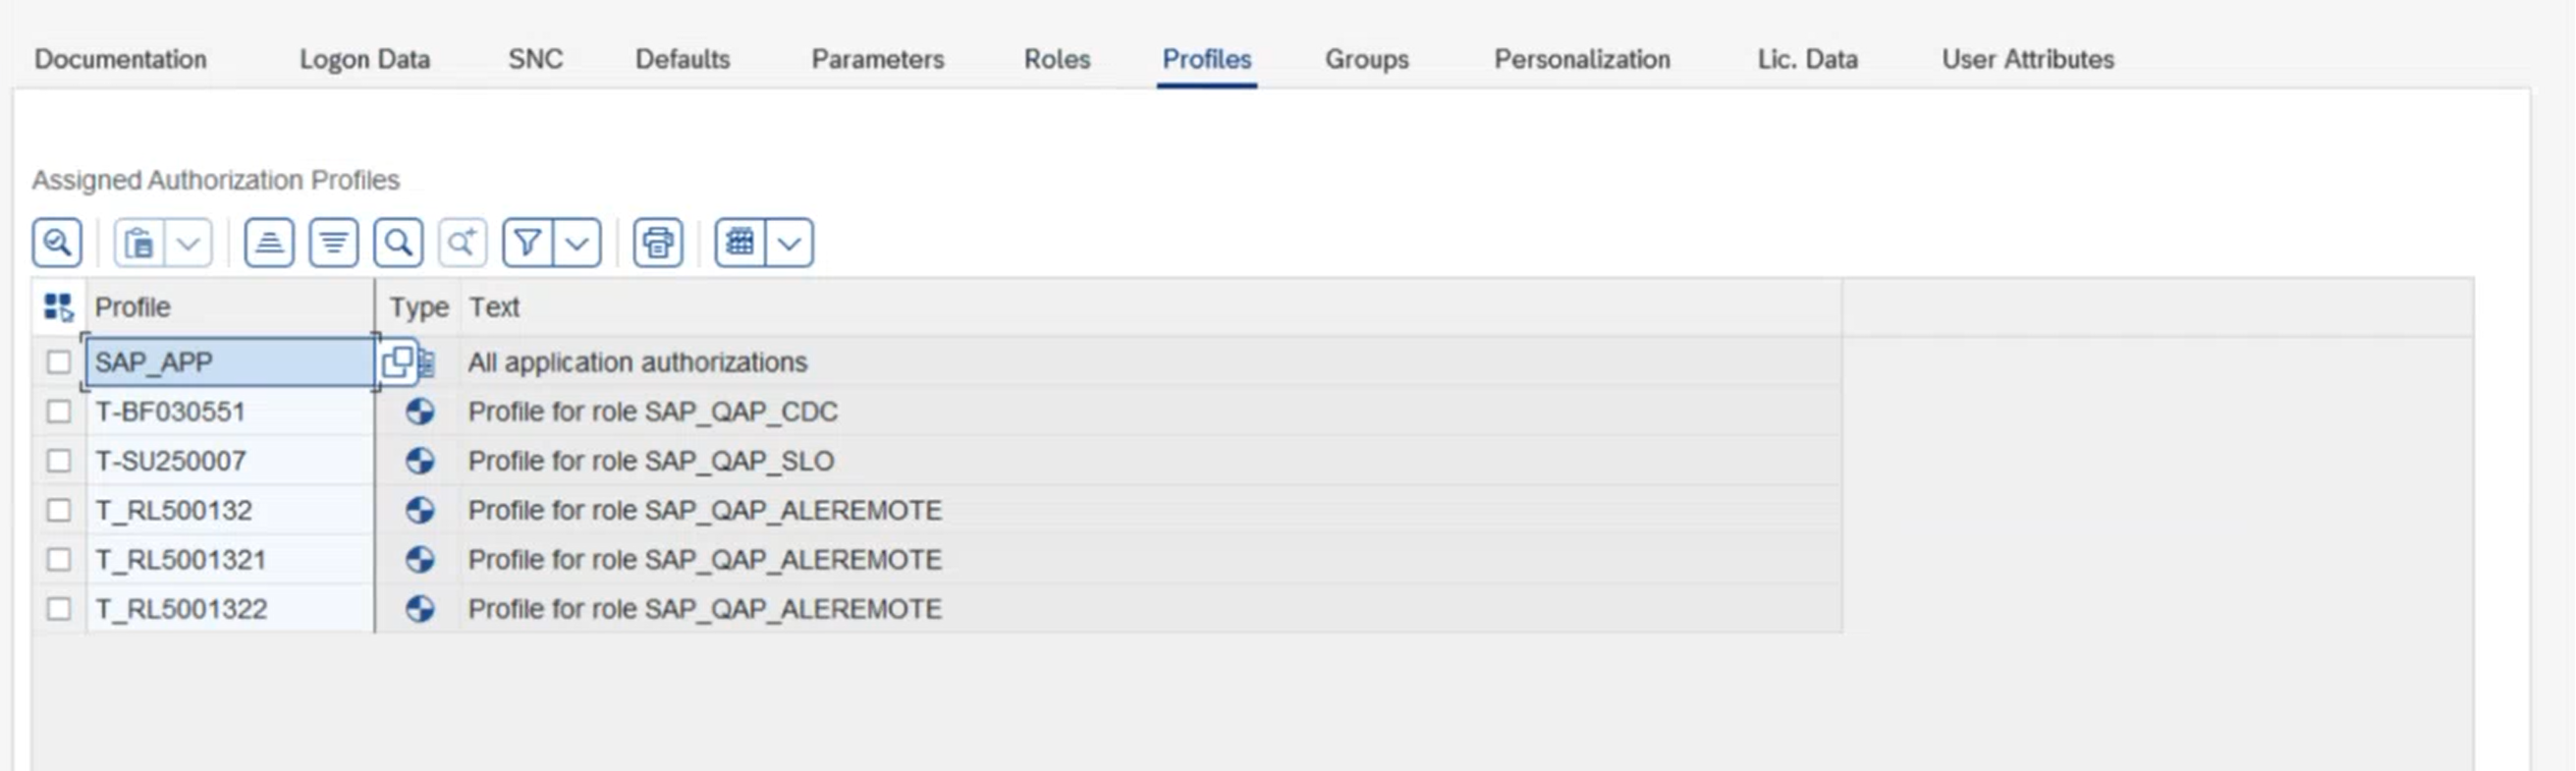 Documentation Logon Data SNC Defaults Parameters Roles Profiles Groups Personalization Lic. Data User Attributes
Assigned Authorization Profiles
Profile Type Text
SAP_APP All application authorizations
T-BF030551 Profile for role SAP_QAP_CDC
T-SU250007 Profile for role SAP_QAP_SLO
T_RL500132 Profile for role SAP_QAP_ALEREMOTE
T_RL5001321 Profile for role SAP_QAP_ALEREMOTE
T_RL5001322 Profile for role SAP_QAP_ALEREMOTE